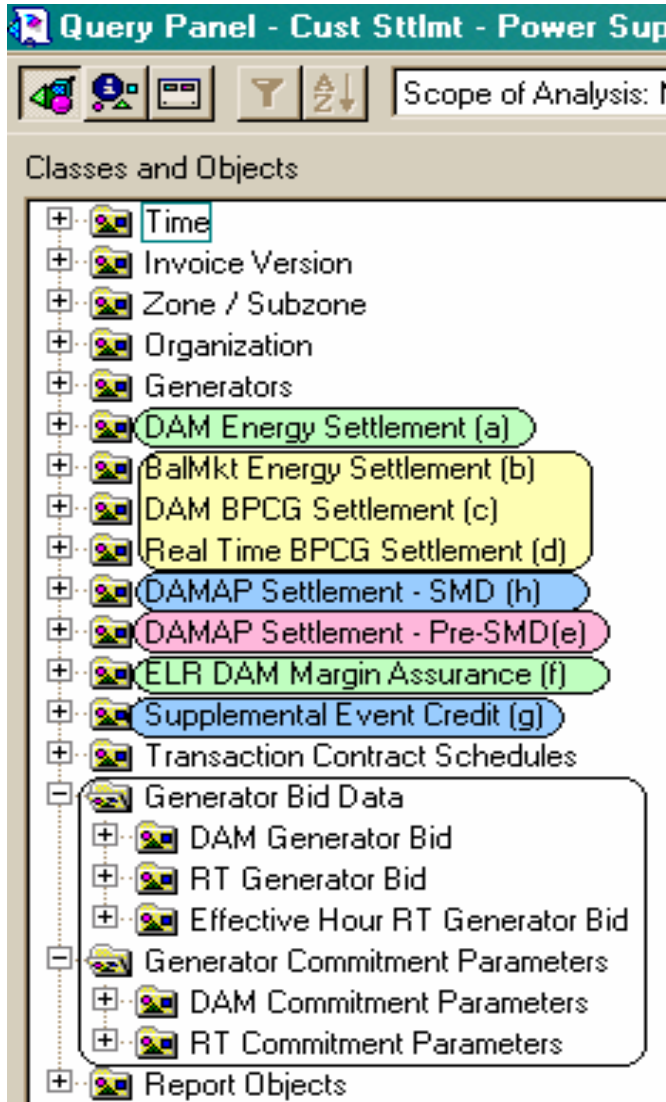 Query Panel - Cust Sttlmt - Power Sup
Scope of Analysis:
Classes and Objects
Time
Invoice Version
Zone / Subzone
Organization
Generators
DAM Energy Settlement (a)
BalMkt Energy Settlement (b)
DAM BPCG Settlement (c)
Real Time BPCG Settlement (d)
DAMAP Settlement - SMD (h)
DAMAP Settlement - Pre-SMD(e)
ELR DAM Margin Assurance (f)
Supplemental Event Credit (g)
Transaction Contract Schedules
Generator Bid Data
DAM Generator Bid
RT Generator Bid
Effective Hour RT Generator Bid
Generator Commitment Parameters
DAM Commitment Parameters
RT Commitment Parameters
Report Objects